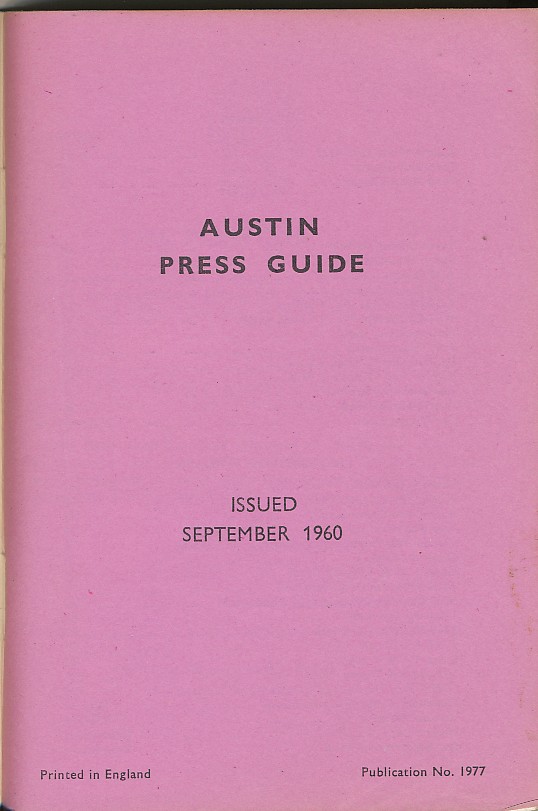 AUSTIN
PRESS GUIDE
ISSUED
SEPTEMBER 1960
Printed in England
Publication No. 1977